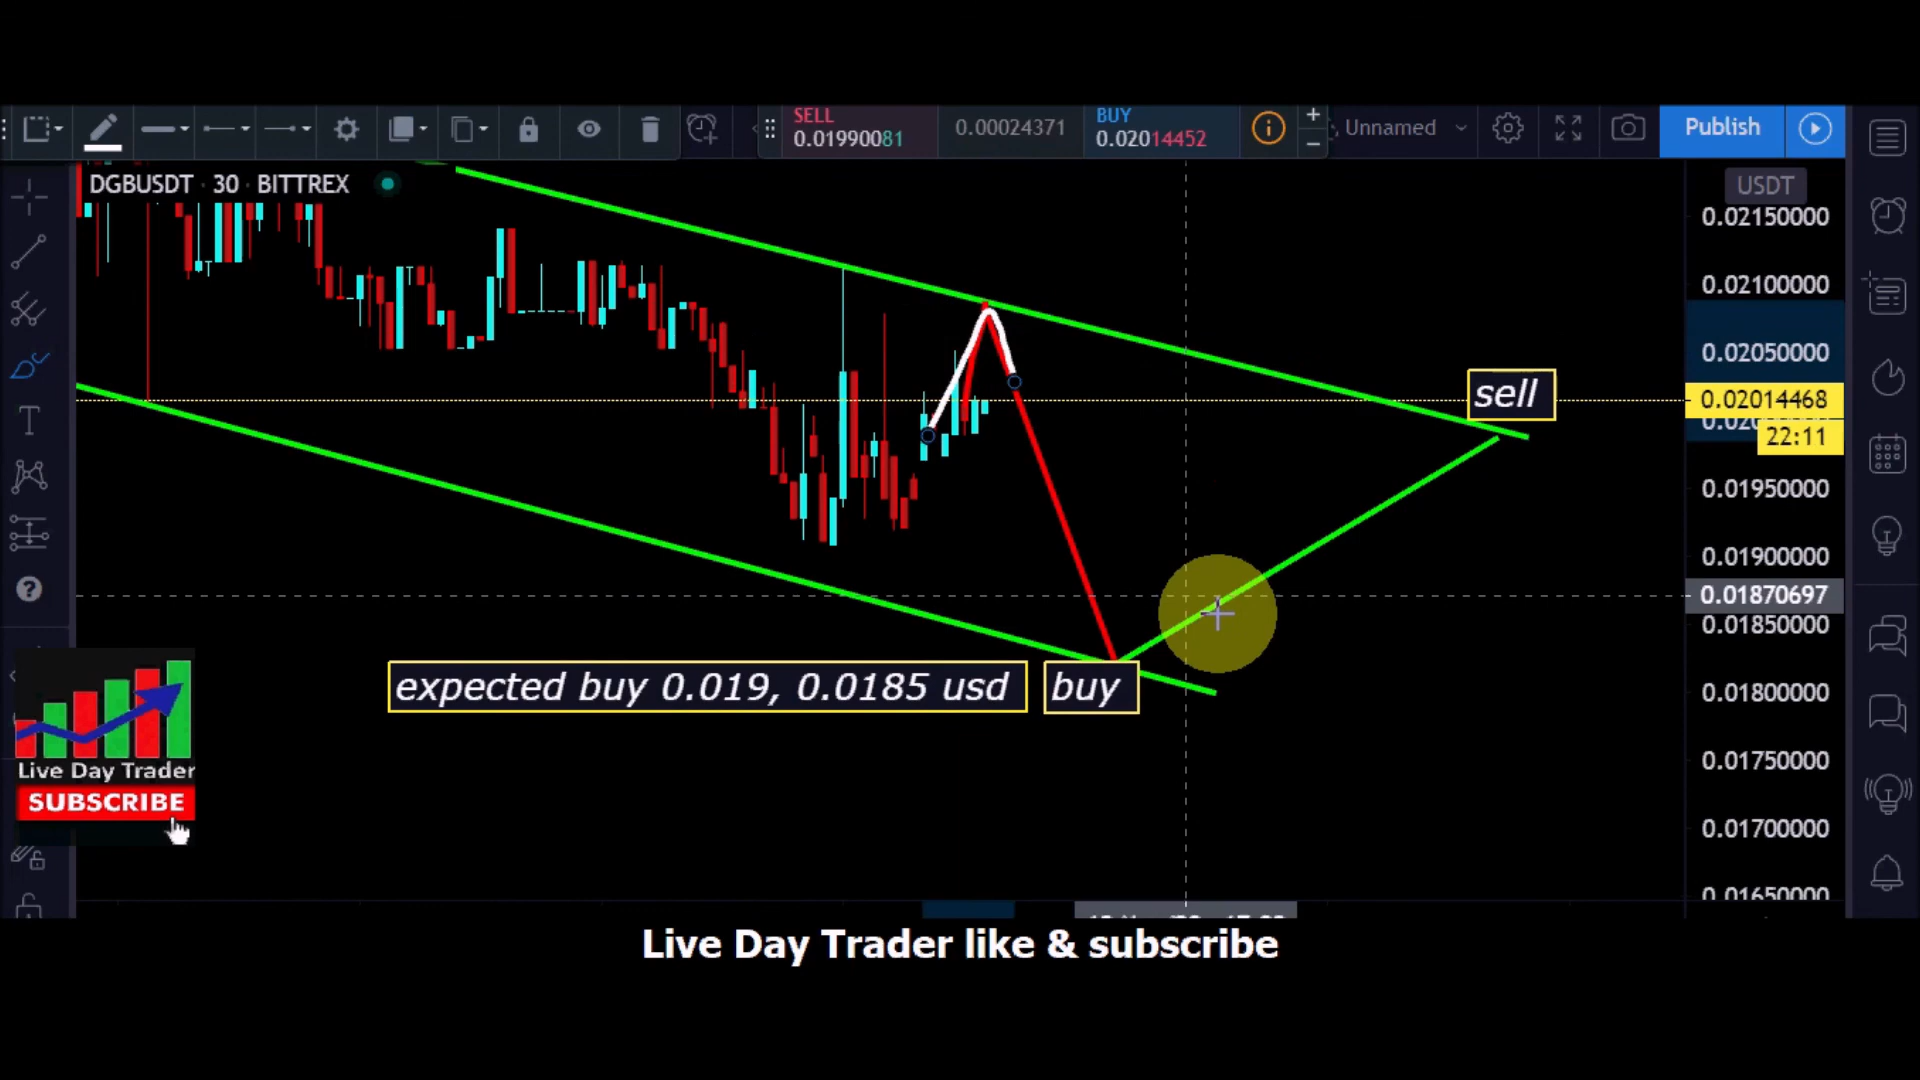 SELL
0.01990081
0.00024371
BUY
0.02014452
Unnamed
Publish
DGBUSDT · 30 · BITTREX
USDT
0.02150000
0.02100000
0.02050000
sell
0.02014468
22:11
0.01950000
0.01900000
0.01870697
0.01850000
expected buy 0.019, 0.0185 usd
buy
0.01800000
0.01750000
0.01700000
0.01650000
Live Day Trader
SUBSCRIBE
Live Day Trader like & subscribe